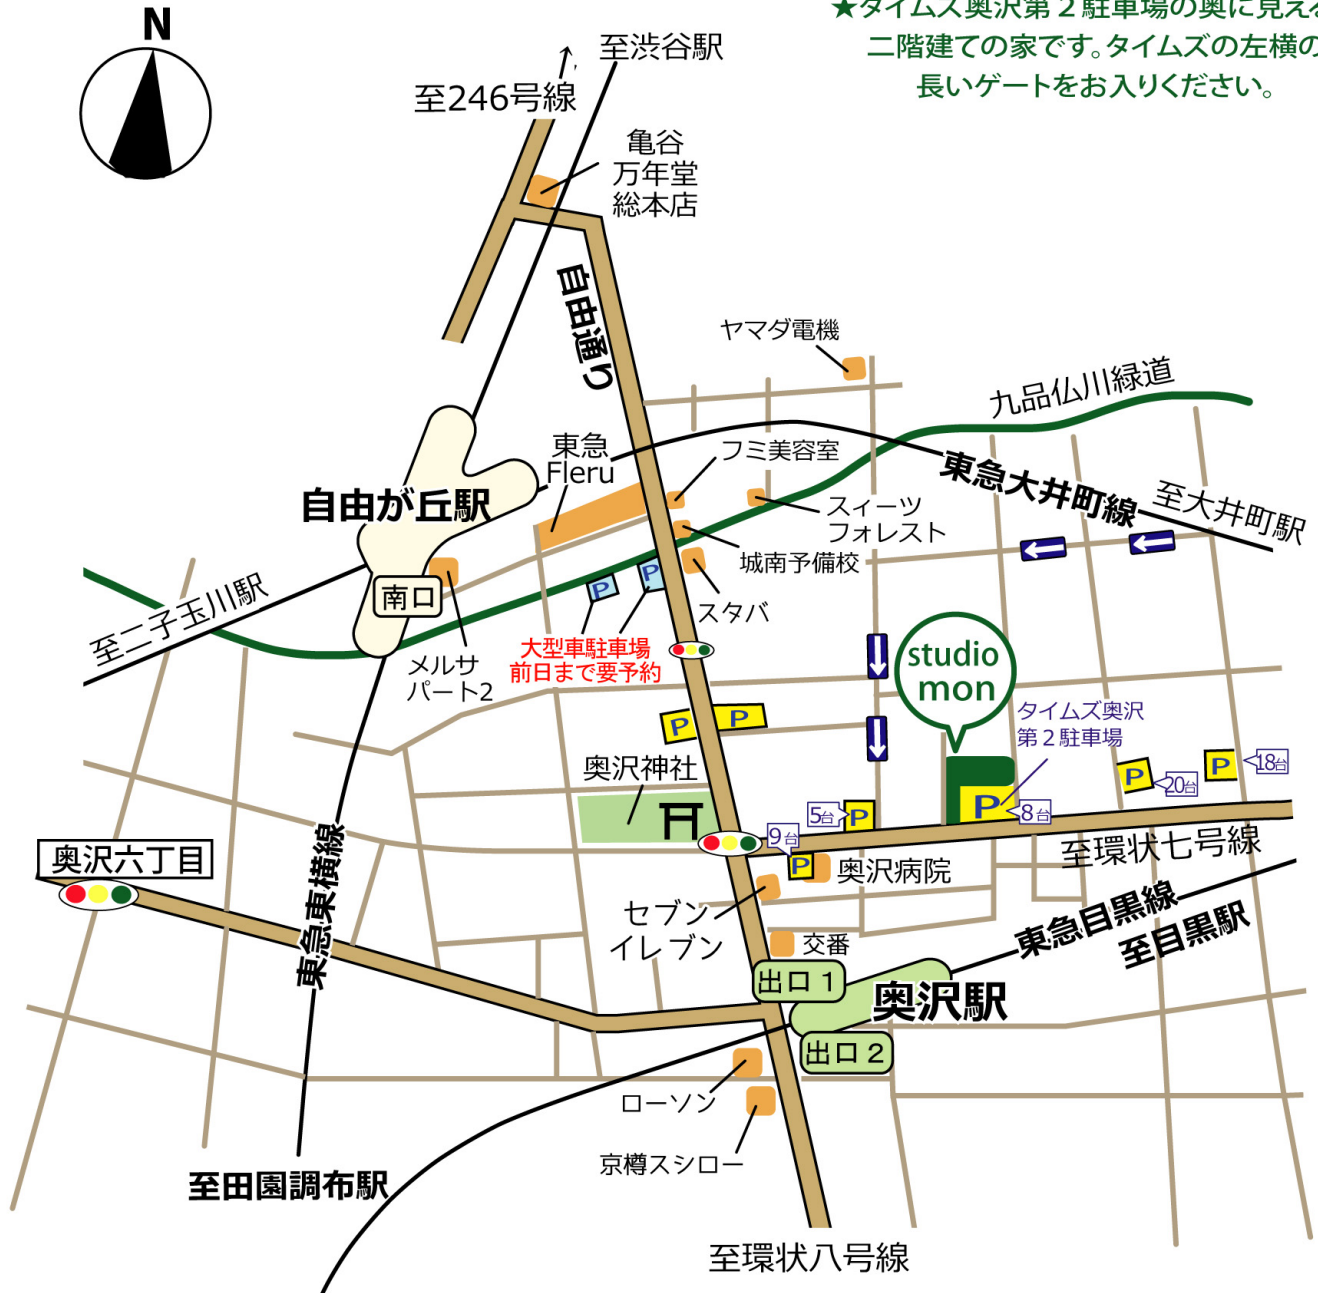 N
★タイムズ奥沢第2駐車場の奥に見える
二階建ての家です。タイムズの左横の
長いゲートをお入りください。
至渋谷駅
至246号線
亀谷
万年堂
総本店
自由通り
ヤマダ電機
九品仏川緑道
東急
Fleru
フミ美容室
東急大井町線
至大井町駅
自由が丘駅
スィーツ
フォレスト
城南予備校
南口
P
P
スタバ
至二子玉川駅
大型車駐車場
前日まで要予約
メルサ
パート2
studio
mon
タイムズ奥沢
第2駐車場
P
P
奥沢神社
P
20台
P
18台
5台
P
P
8台
9台
P
奥沢病院
至環状七号線
奥沢六丁目
東急東横線
セブン
イレブン
交番
東急目黒線
至目黒駅
出口1
奥沢駅
出口2
ローソン
京樽スシロー
至田園調布駅
至環状八号線